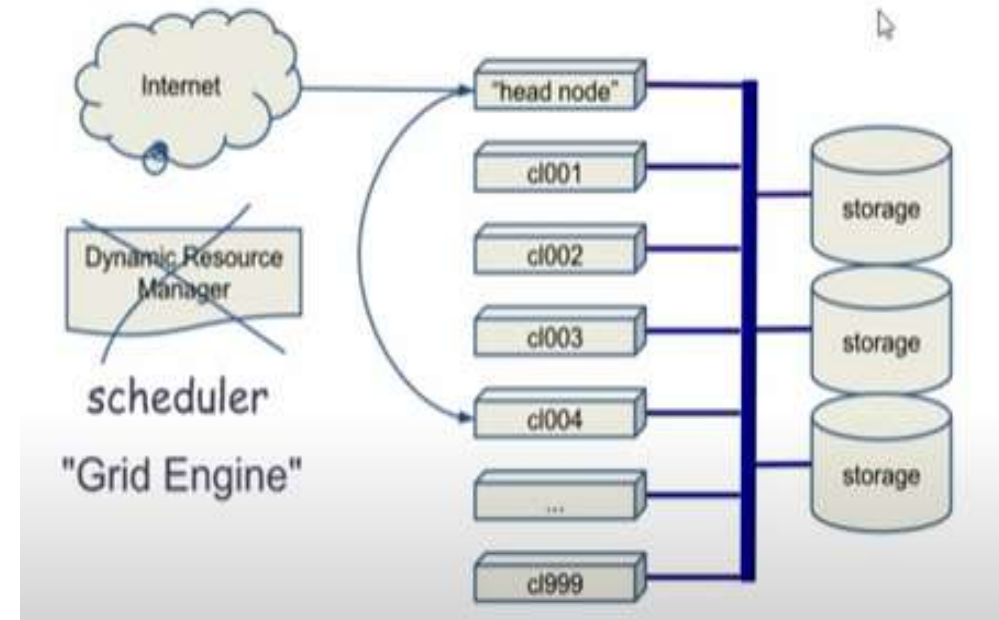 Internet
"head node"
cl001
cl002
cl003
cl004
...
cl999
storage
storage
storage
Dynamic Resource
Manager
scheduler
"Grid Engine"